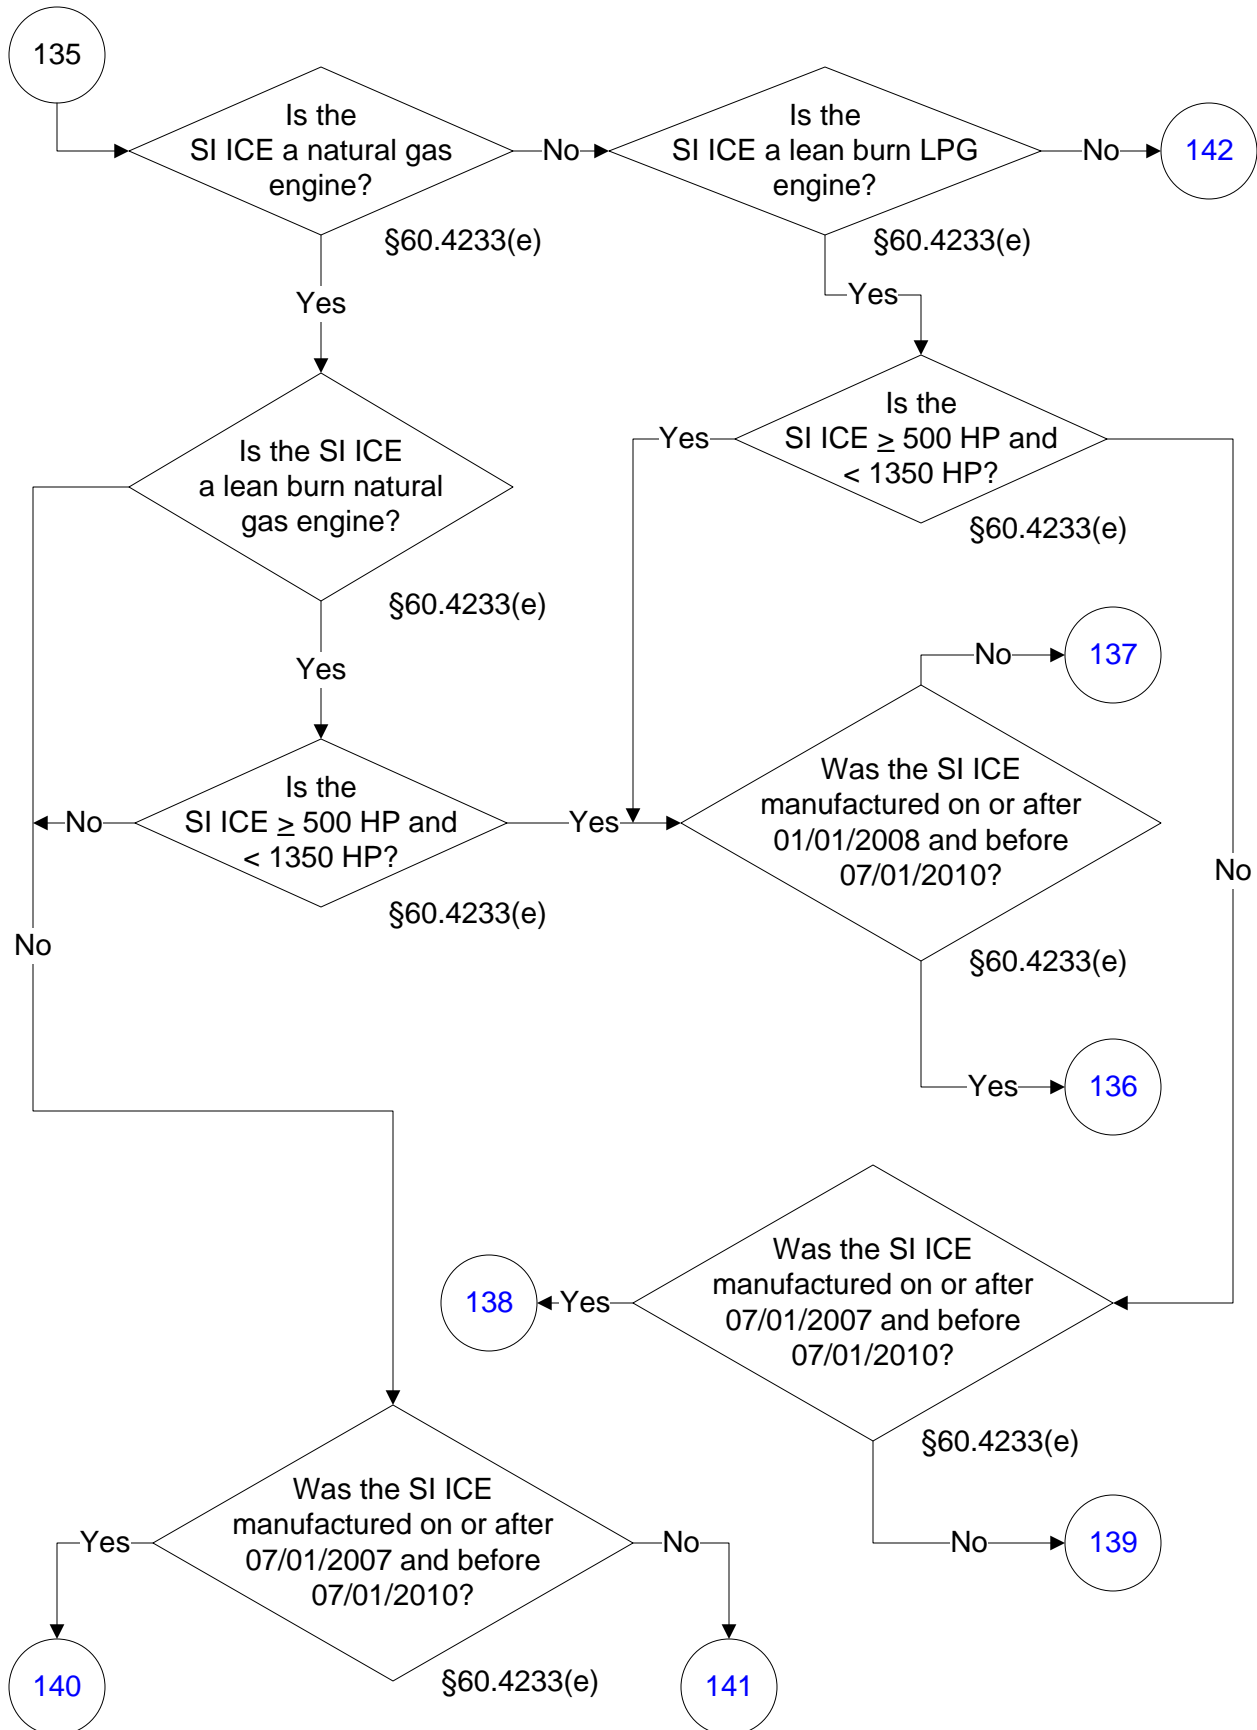 135
Is the
SI ICE a natural gas
engine?
§60.4233(e)
No
Is the
SI ICE a lean burn LPG
engine?
§60.4233(e)
No
142
Yes
Yes
Is the
SI ICE ≥ 500 HP and
< 1350 HP?
§60.4233(e)
Yes
No
Is the SI ICE
a lean burn natural
gas engine?
§60.4233(e)
Yes
No
Is the
SI ICE ≥ 500 HP and
< 1350 HP?
§60.4233(e)
No
Yes
Was the SI ICE
manufactured on or after
01/01/2008 and before
07/01/2010?
§60.4233(e)
No
137
Yes
136
Was the SI ICE
manufactured on or after
07/01/2007 and before
07/01/2010?
§60.4233(e)
Yes
138
No
139
Was the SI ICE
manufactured on or after
07/01/2007 and before
07/01/2010?
§60.4233(e)
Yes
140
No
141